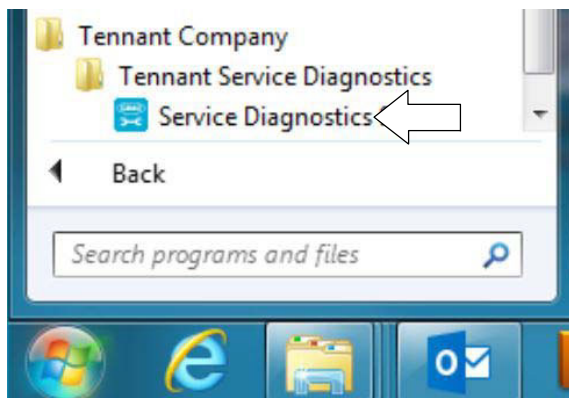 Tennant Company
Tennant Service Diagnostics
Service Diagnostics
Back
Search programs and files